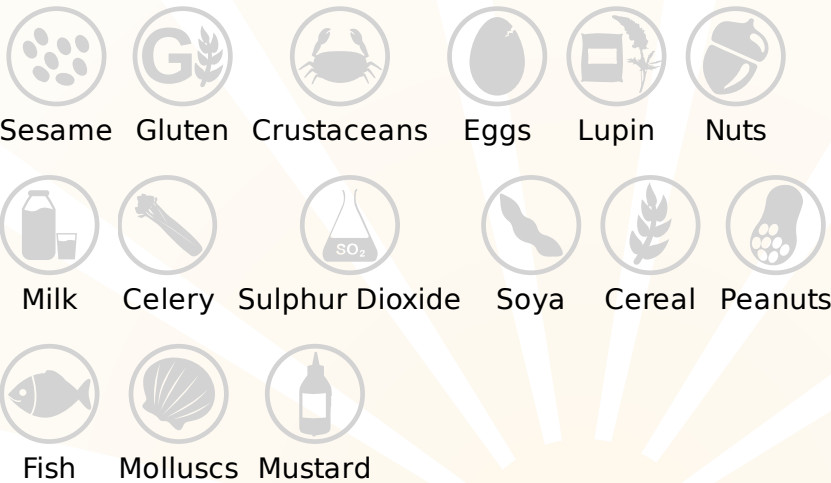 G
Sesame Gluten Crustaceans Eggs Lupin Nuts
SO₂
Milk Celery Sulphur Dioxide Soya Cereal Peanuts
Fish Molluscs Mustard